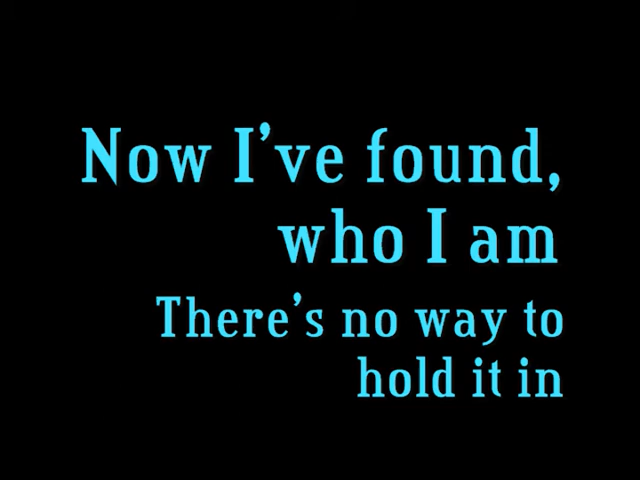 Now I've found,
who I am
There's no way to
hold it in